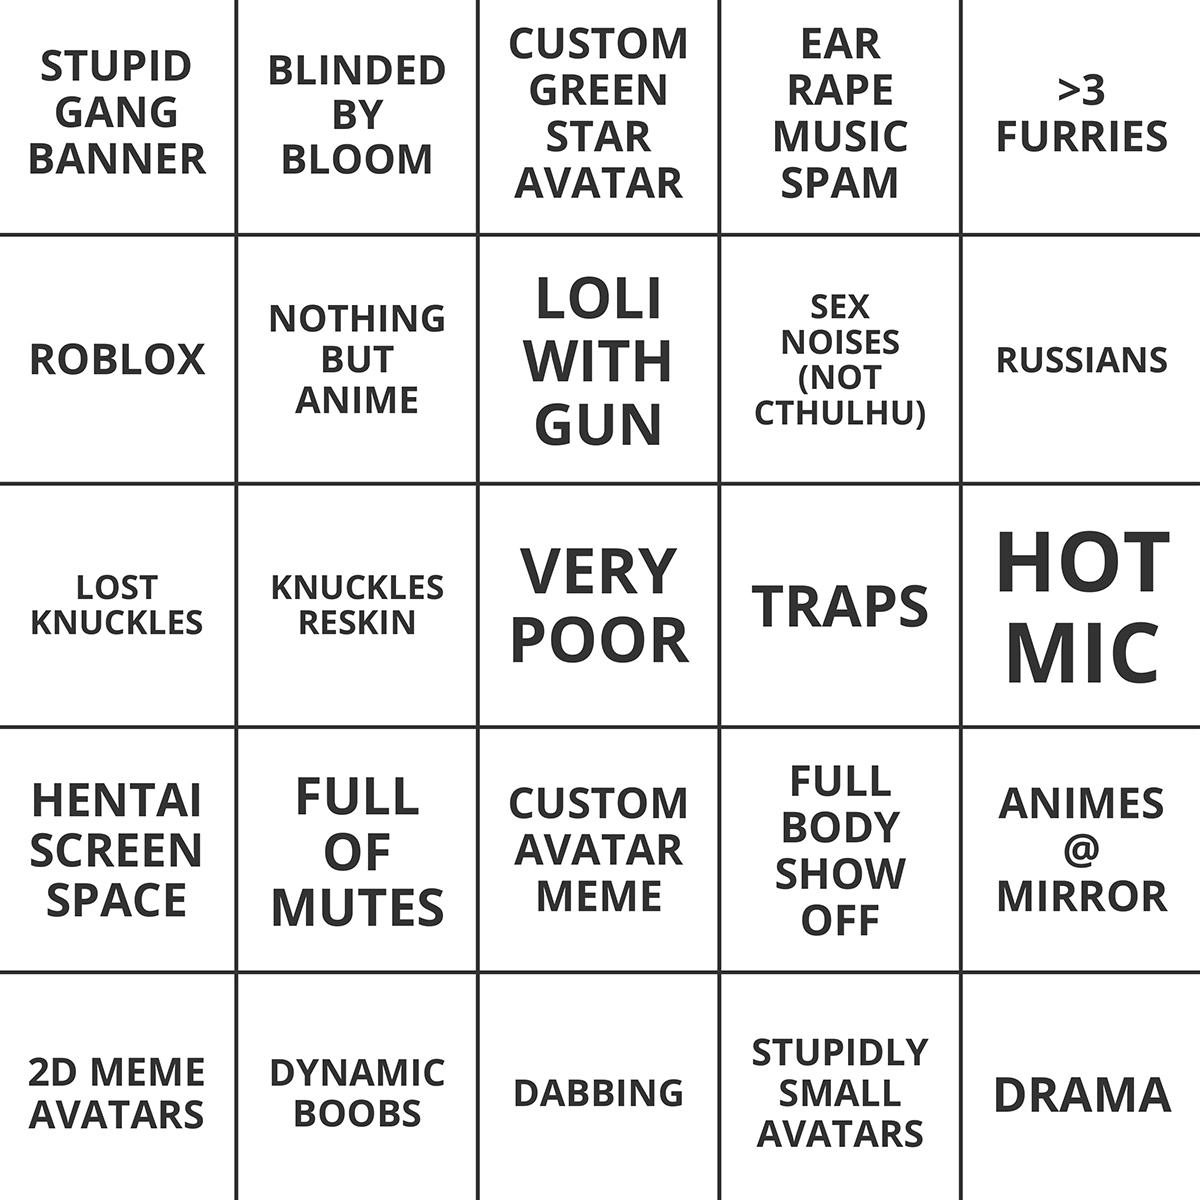 STUPID
GANG
BANNER
BLINDED
BY
BLOOM
CUSTOM
GREEN
STAR
AVATAR
EAR
RAPE
MUSIC
SPAM
>3
FURRIES
ROBLOX
NOTHING
BUT
ANIME
LOLI
WITH
GUN
SEX
NOISES
(NOT
CTHULHU)
RUSSIANS
LOST
KNUCKLES
KNUCKLES
RESKIN
VERY
POOR
TRAPS
HOT
MIC
HENTAI
SCREEN
SPACE
FULL
OF
MUTES
CUSTOM
AVATAR
MEME
FULL
BODY
SHOW
OFF
ANIMES
@
MIRROR
2D MEME
AVATARS
DYNAMIC
BOOBS
DABBING
STUPIDLY
SMALL
AVATARS
DRAMA